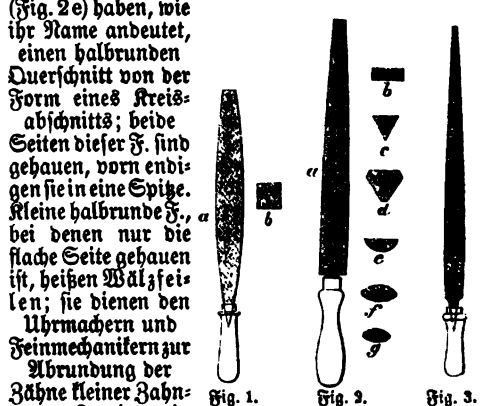 (Fig. 2e) haben, wie
ihr Name andeutet,
einen halbrunden
Querschnitt von der
Form eines Kreis-
abschnitts; beide
Seiten dieser F. sind
gehauen, vorn endi-
gen sie in eine Spitze.
Kleine halbrunde F.,
bei denen nur die
flache Seite gehauen
ist, heißen Wälzfei-
len; sie dienen den
Uhrmachern und
Feinmechanikern zur
Abrundung der
Zähne kleiner Zahn-
a
b
Fig. 1.
a
b
c
d
e
f
g
Fig. 2.
Fig. 3.